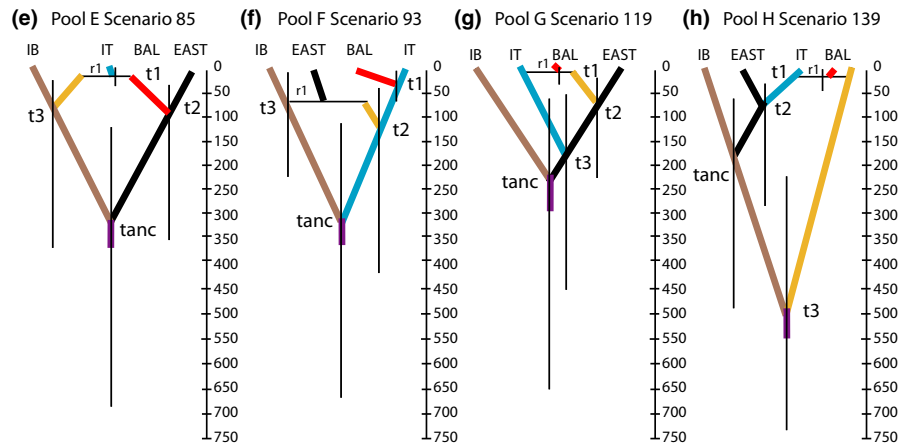 (e) Pool E Scenario 85
IB IT BAL EAST
r1 t1
t3 t2
tanc
0
50
100
150
200
250
300
350
400
450
500
550
600
650
700
750
(f) Pool F Scenario 93
IB EAST BAL IT
r1 t1
t3 t2
tanc
0
50
100
150
200
250
300
350
400
450
500
550
600
650
700
750
(g) Pool G Scenario 119
IB IT BAL EAST
r1 t1
t2
t3
tanc
0
50
100
150
200
250
300
350
400
450
500
550
600
650
700
750
(h) Pool H Scenario 139
IB EAST IT BAL
t1 r1
t2
tanc
t3
0
50
100
150
200
250
300
350
400
450
500
550
600
650
700
750